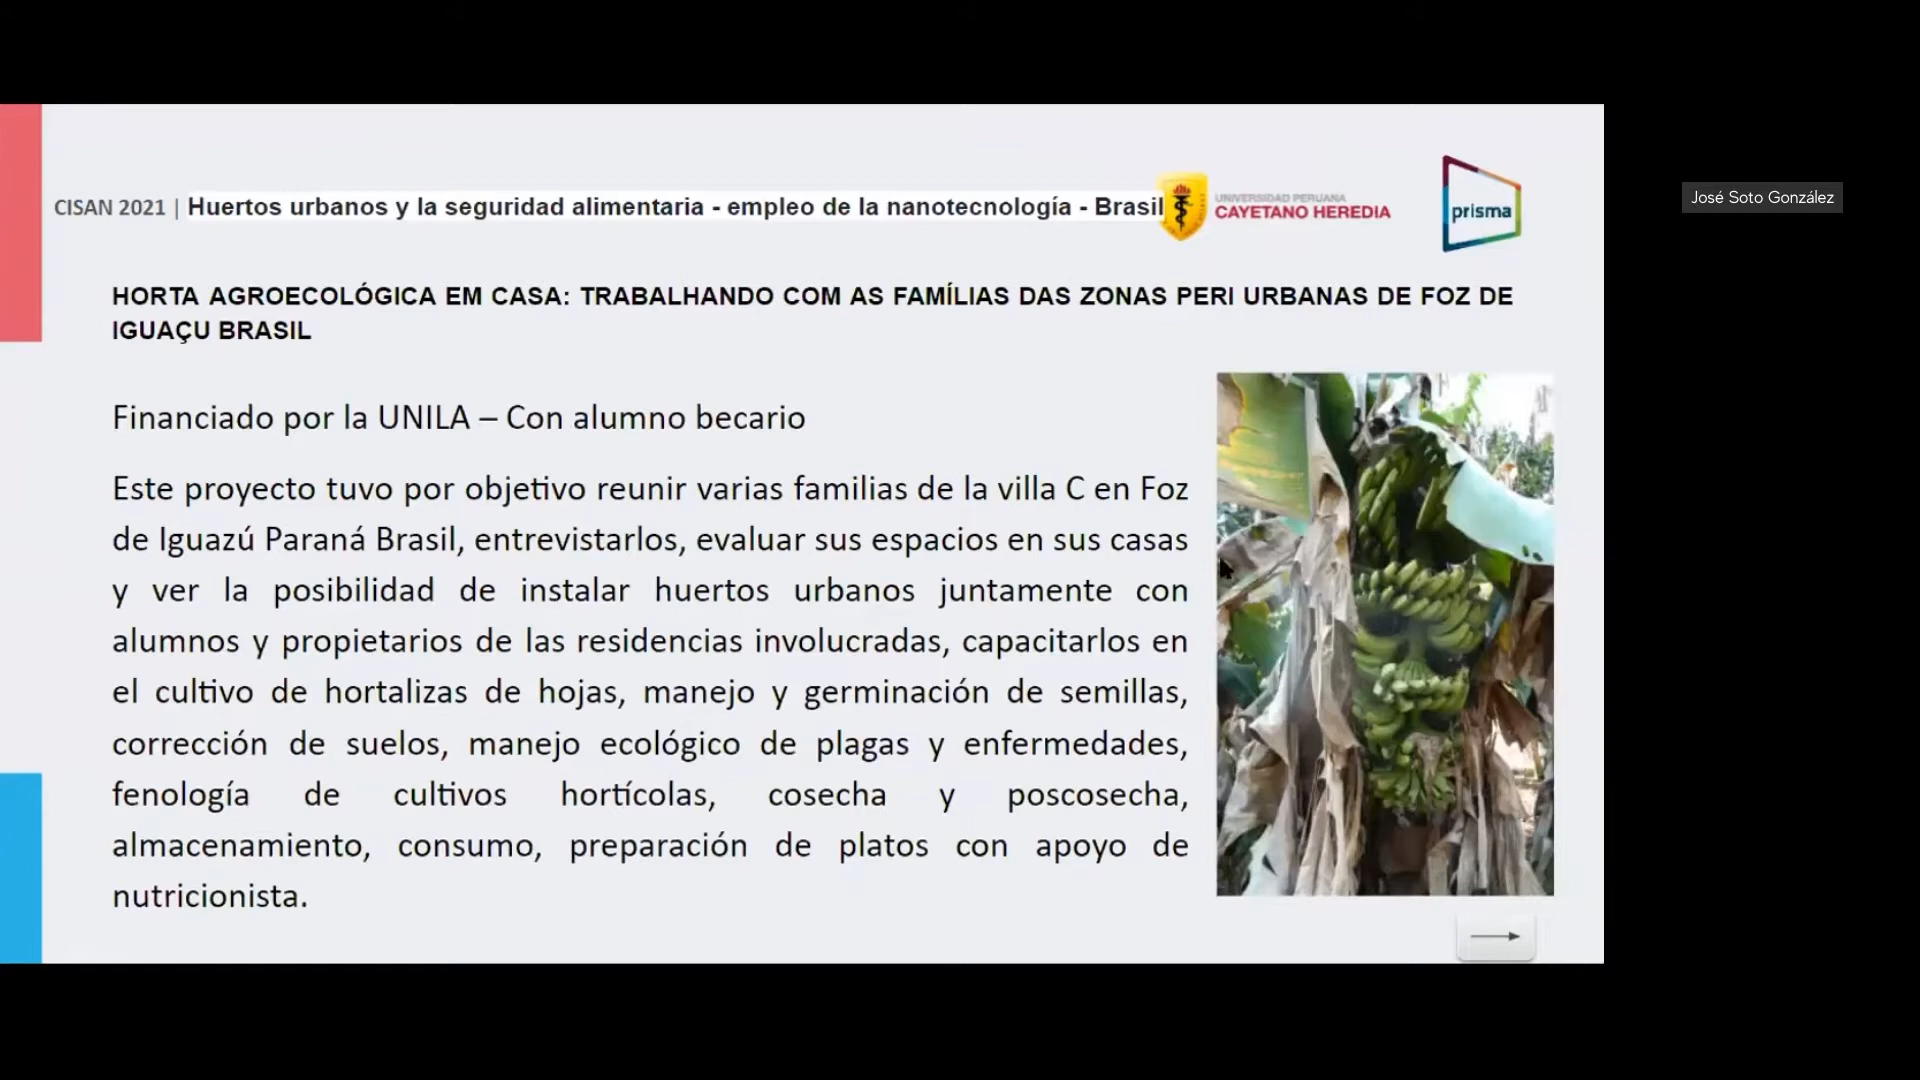 CISAN 2021 | Huertos urbanos y la seguridad alimentaria - empleo de la nanotecnología - Brasil
UNIVERSIDAD PERUANA
CAYETANO HEREDIA
prisma
José Soto González
HORTA AGROECOLÓGICA EM CASA: TRABALHANDO COM AS FAMÍLIAS DAS ZONAS PERI URBANAS DE FOZ DE
IGUAÇU BRASIL
Financiado por la UNILA – Con alumno becario
Este proyecto tuvo por objetivo reunir varias familias de la villa C en Foz
de Iguazú Paraná Brasil, entrevistarlos, evaluar sus espacios en sus casas
y ver la posibilidad de instalar huertos urbanos juntamente con
alumnos y propietarios de las residencias involucradas, capacitarlos en
el cultivo de hortalizas de hojas, manejo y germinación de semillas,
corrección de suelos, manejo ecológico de plagas y enfermedades,
fenología de cultivos hortícolas, cosecha y poscosecha,
almacenamiento, consumo, preparación de platos con apoyo de
nutricionista.